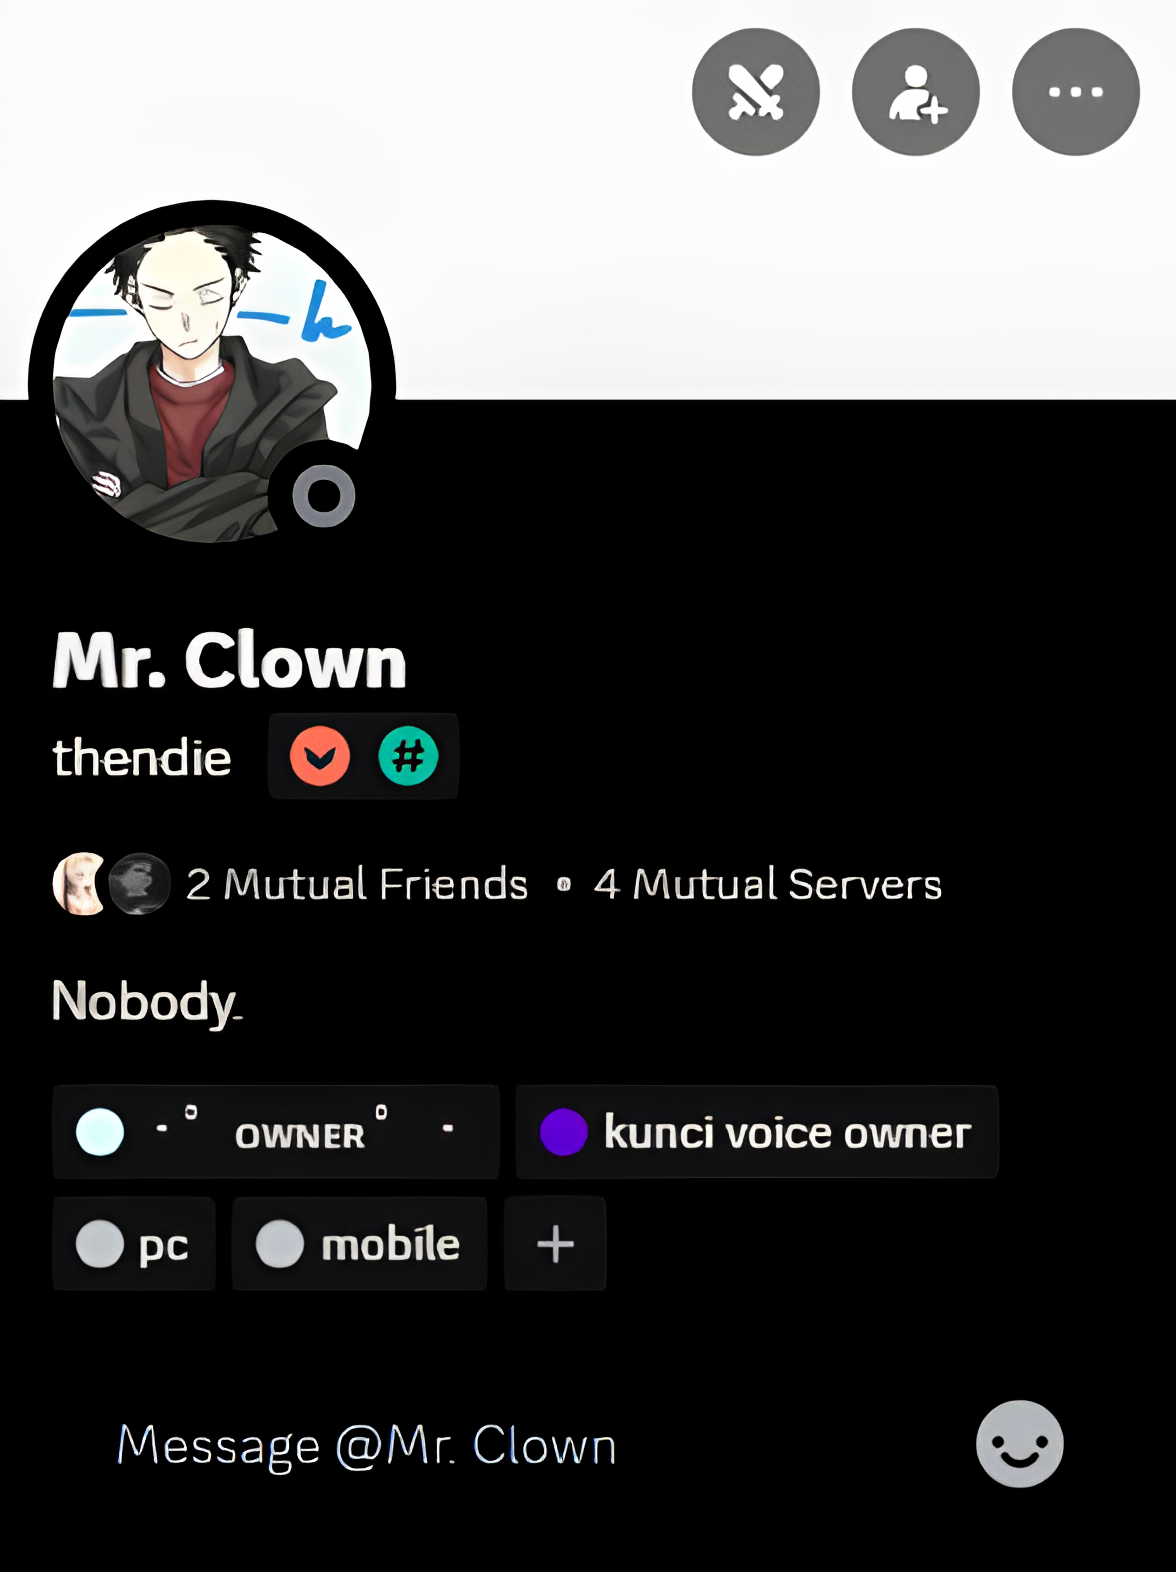 Mr. Clown
thendie #
2 Mutual Friends • 4 Mutual Servers
Nobody.
- ° OWNER ° -
kunci voice owner
pc
mobile
+
Message @Mr. Clown